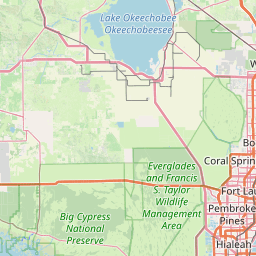 Lake Okeechobee
Okeechobeesee
W
Bo
Coral Spring
Everglades
and Francis
S. Taylor
Wildlife
Management
Area
Fort Lau
Pembroke
Pines
Big Cypress
National
Preserve
Hialeah